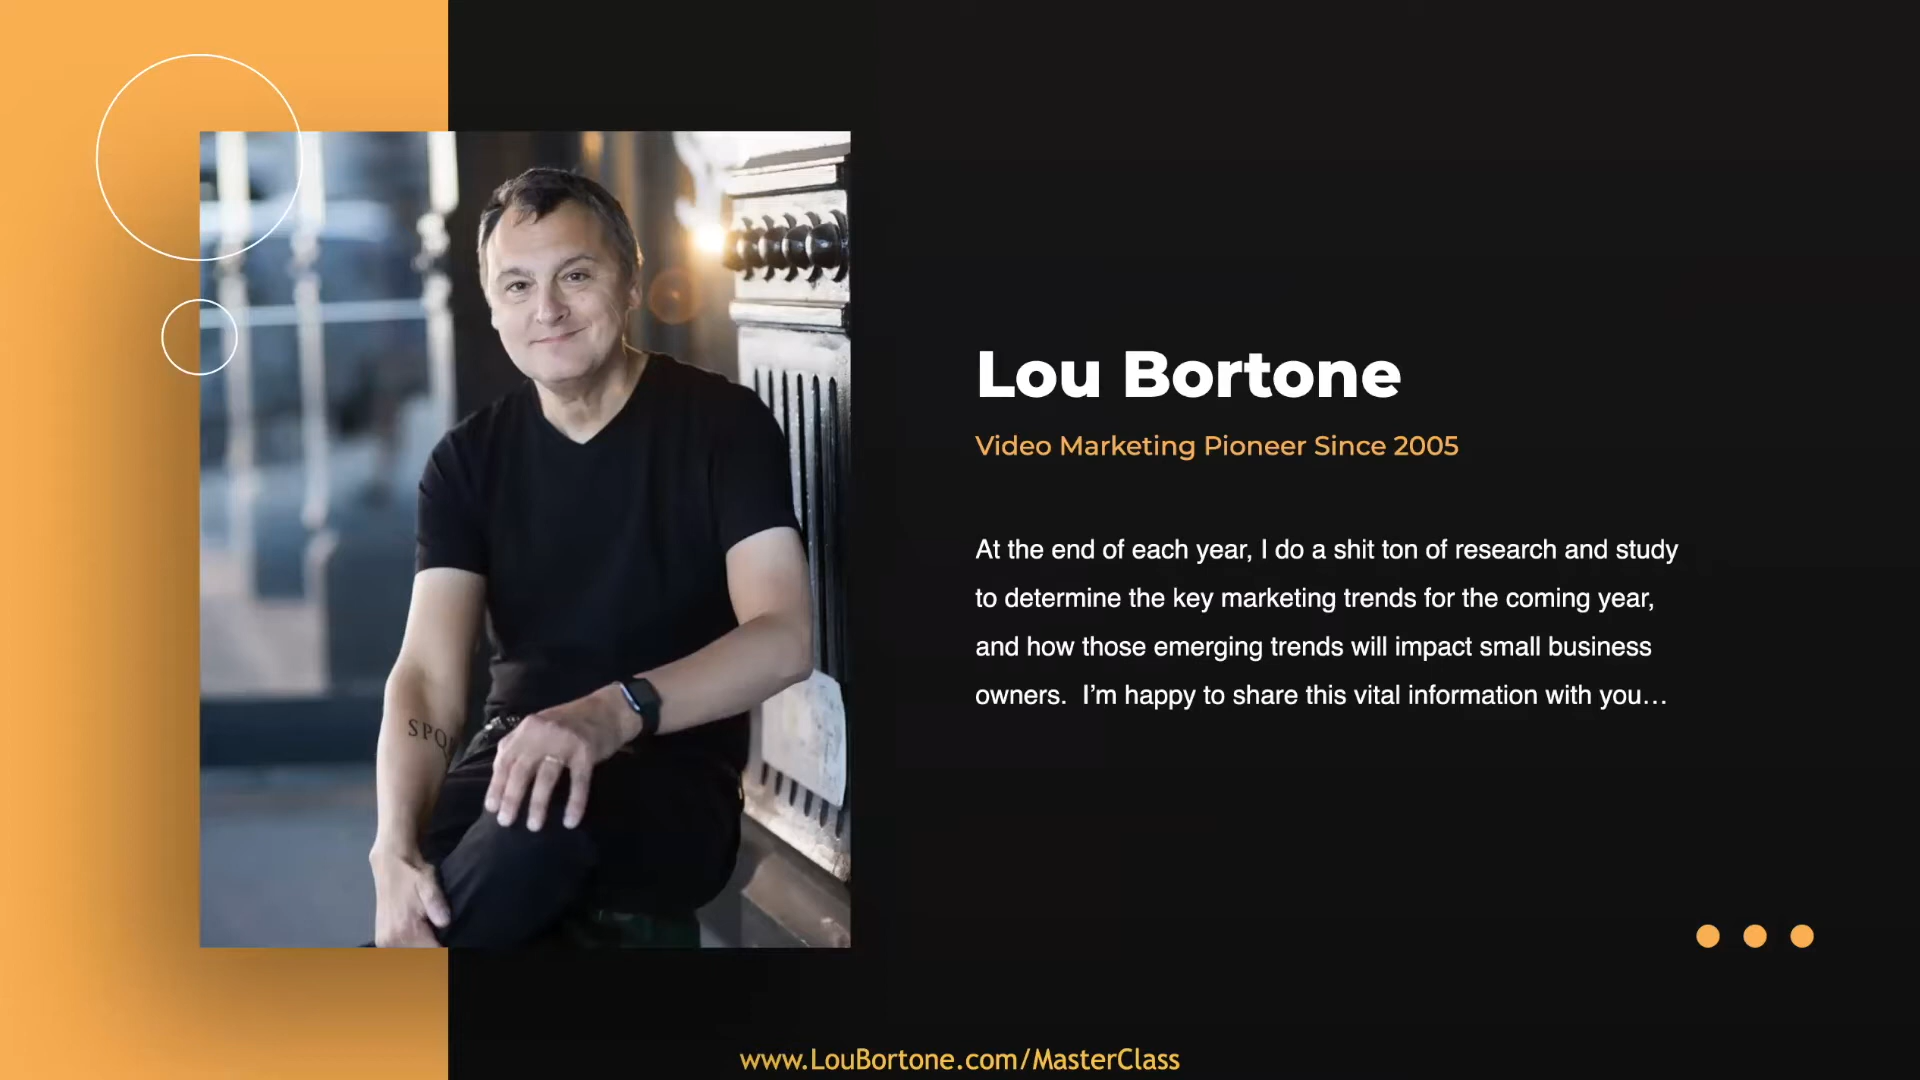 Lou Bortone
Video Marketing Pioneer Since 2005
At the end of each year, I do a shit ton of research and study
to determine the key marketing trends for the coming year,
and how those emerging trends will impact small business
owners.  I’m happy to share this vital information with you…
SPQ
www.LouBortone.com/MasterClass